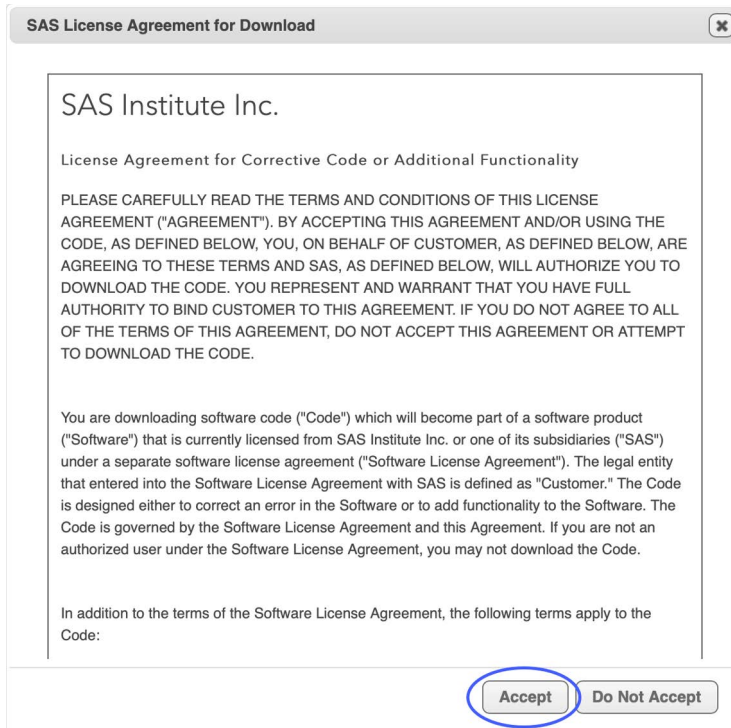 SAS License Agreement for Download
SAS Institute Inc.
License Agreement for Corrective Code or Additional Functionality
PLEASE CAREFULLY READ THE TERMS AND CONDITIONS OF THIS LICENSE
AGREEMENT ("AGREEMENT"). BY ACCEPTING THIS AGREEMENT AND/OR USING THE
CODE, AS DEFINED BELOW, YOU, ON BEHALF OF CUSTOMER, AS DEFINED BELOW, ARE
AGREEING TO THESE TERMS AND SAS, AS DEFINED BELOW, WILL AUTHORIZE YOU TO
DOWNLOAD THE CODE. YOU REPRESENT AND WARRANT THAT YOU HAVE FULL
AUTHORITY TO BIND CUSTOMER TO THIS AGREEMENT. IF YOU DO NOT AGREE TO ALL
OF THE TERMS OF THIS AGREEMENT, DO NOT ACCEPT THIS AGREEMENT OR ATTEMPT
TO DOWNLOAD THE CODE.
You are downloading software code ("Code") which will become part of a software product
("Software") that is currently licensed from SAS Institute Inc. or one of its subsidiaries ("SAS")
under a separate software license agreement ("Software License Agreement"). The legal entity
that entered into the Software License Agreement with SAS is defined as "Customer." The Code
is designed either to correct an error in the Software or to add functionality to the Software. The
Code is governed by the Software License Agreement and this Agreement. If you are not an
authorized user under the Software License Agreement, you may not download the Code.
In addition to the terms of the Software License Agreement, the following terms apply to the
Code:
Accept Do Not Accept